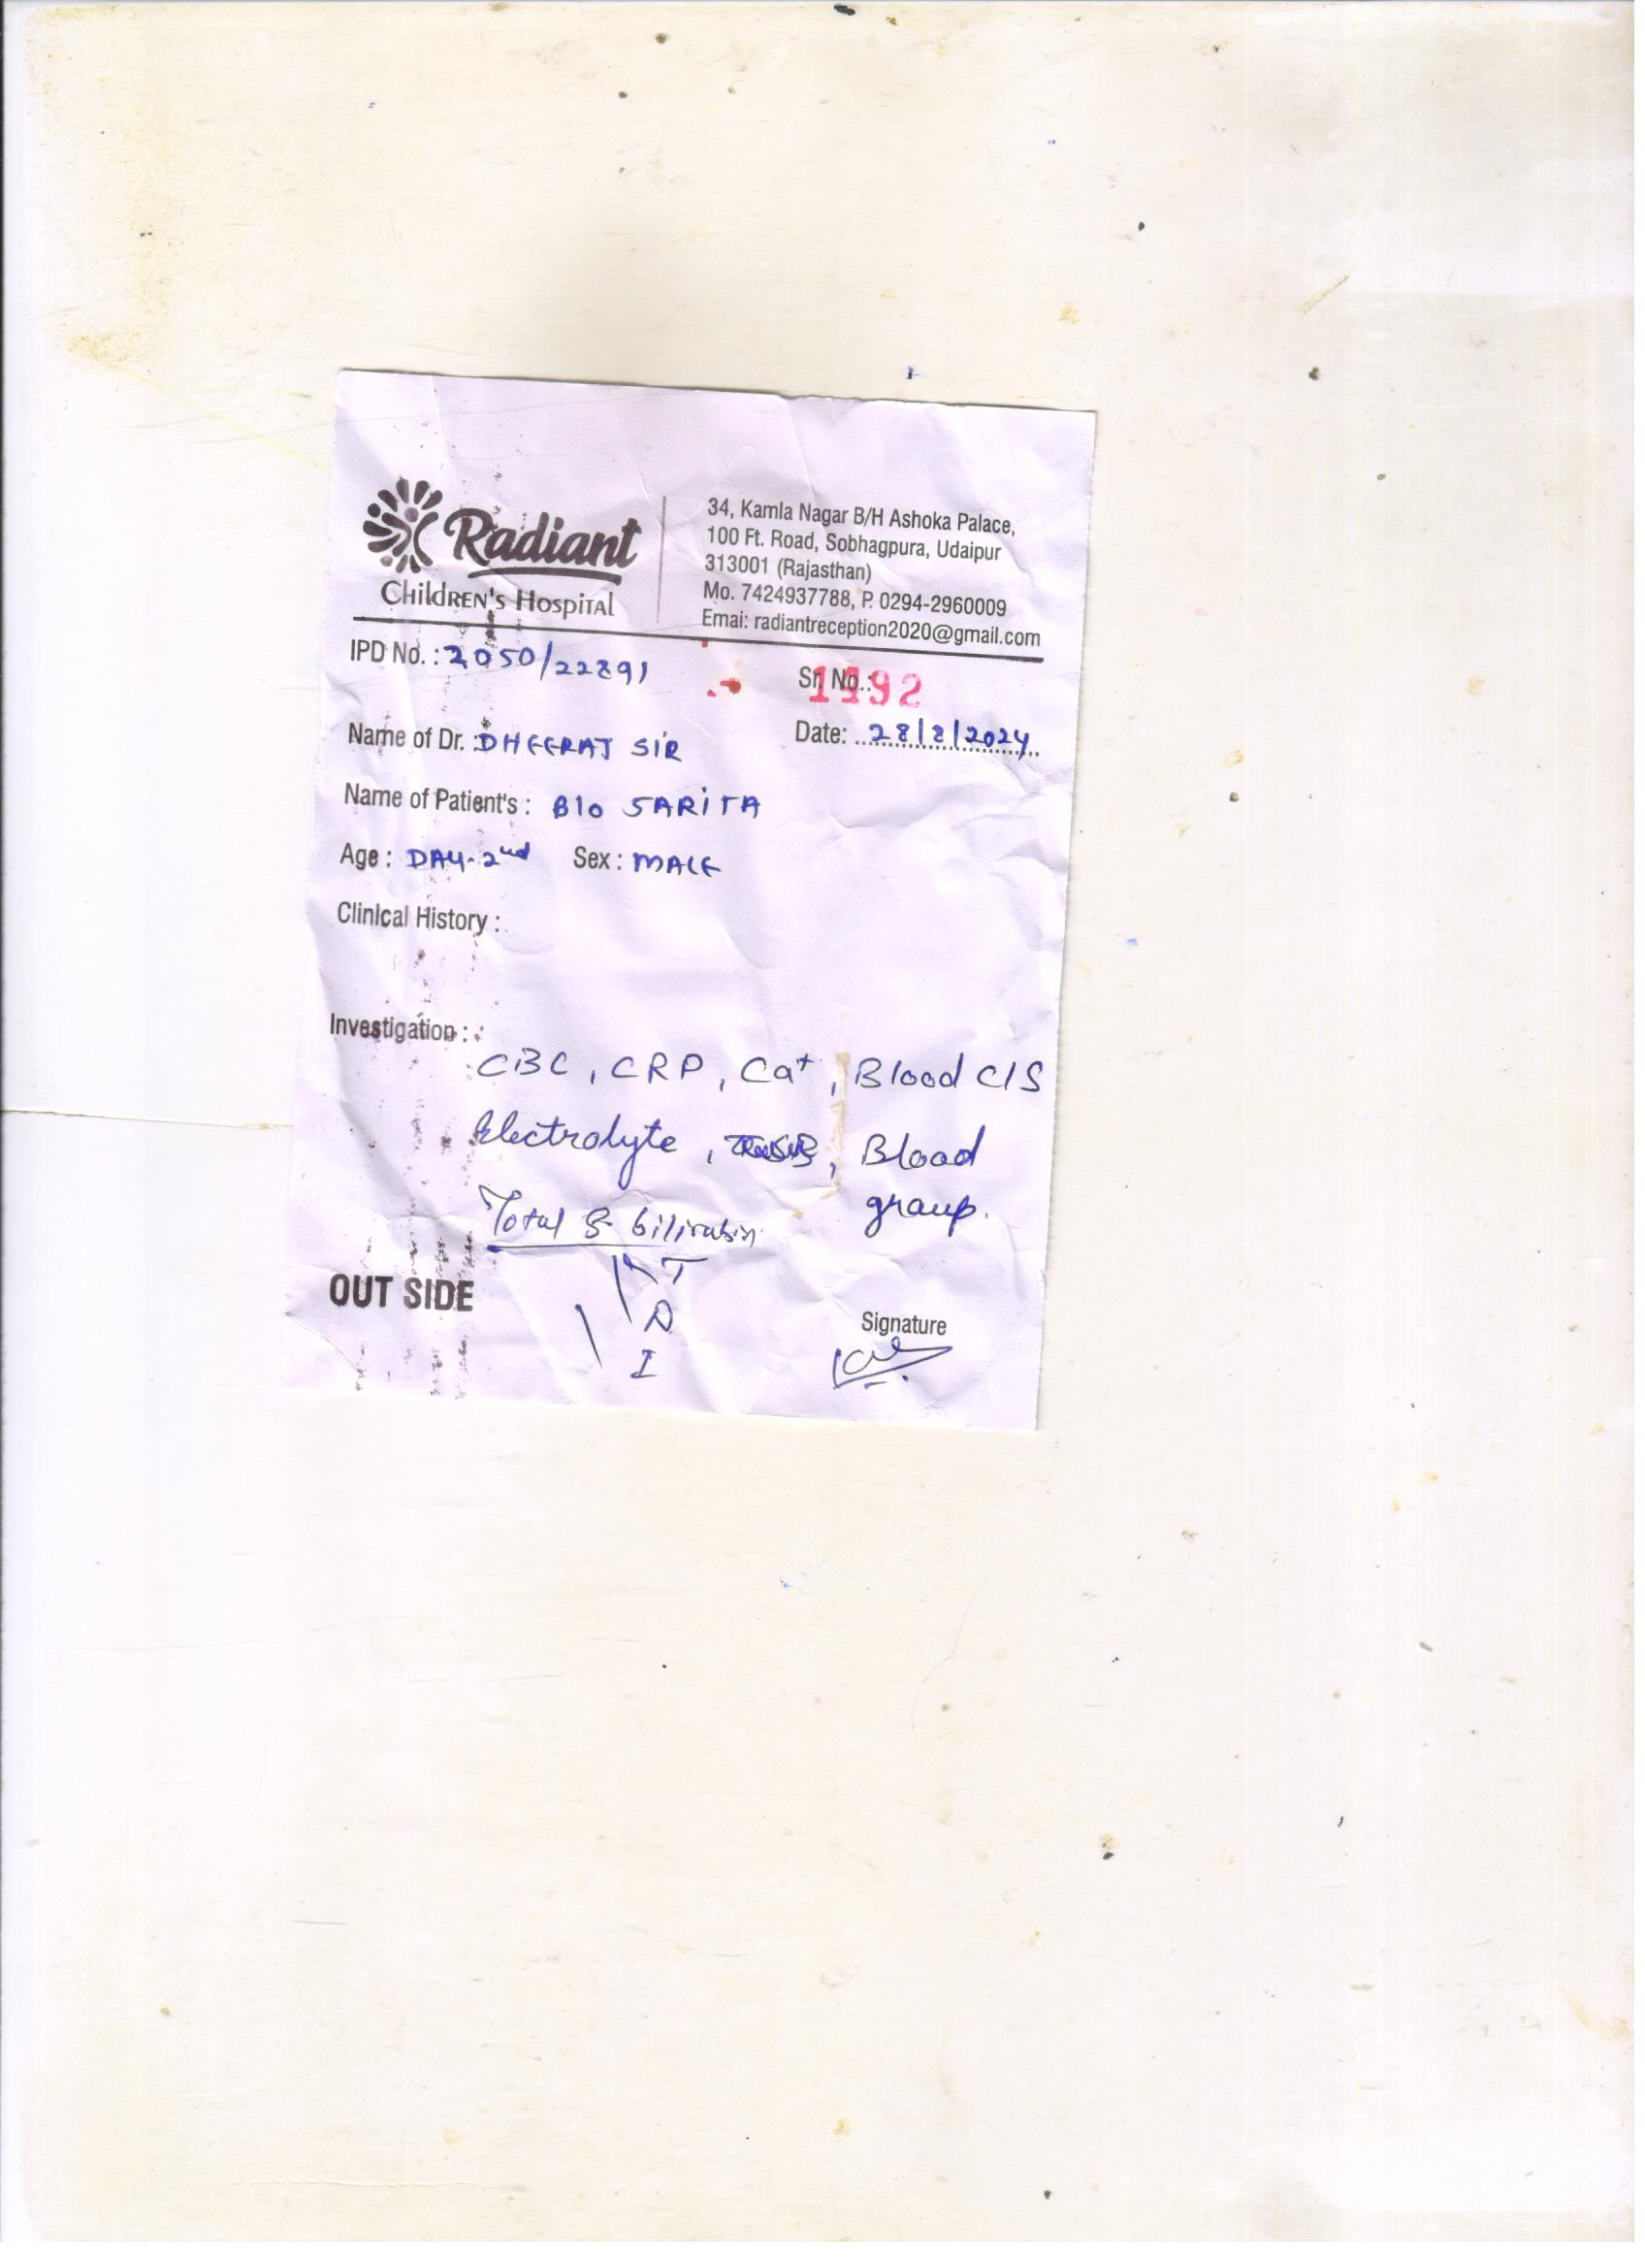 Radiant
Children's Hospital
34, Kamla Nagar B/H Ashoka Palace,
100 Ft. Road, Sobhagpura, Udaipur
313001 (Rajasthan)
Mo. 7424937788, P. 0294-2960009
Emai: radiantreception2020@gmail.com
IPD No. : 2050/22891
Sr. No.:
Name of Dr. : DHEERAJ SIR
Date: 28/8/2024
Name of Patient's : B/o SARITA
Age : DAY-2nd Sex : MALE
Clinical History :
Investigation :
CBC, CRP, Ca+, Blood C/S
Electrolyte, Blood
group.
Total S. bilirubin
T
D
I
OUT SIDE
Signature